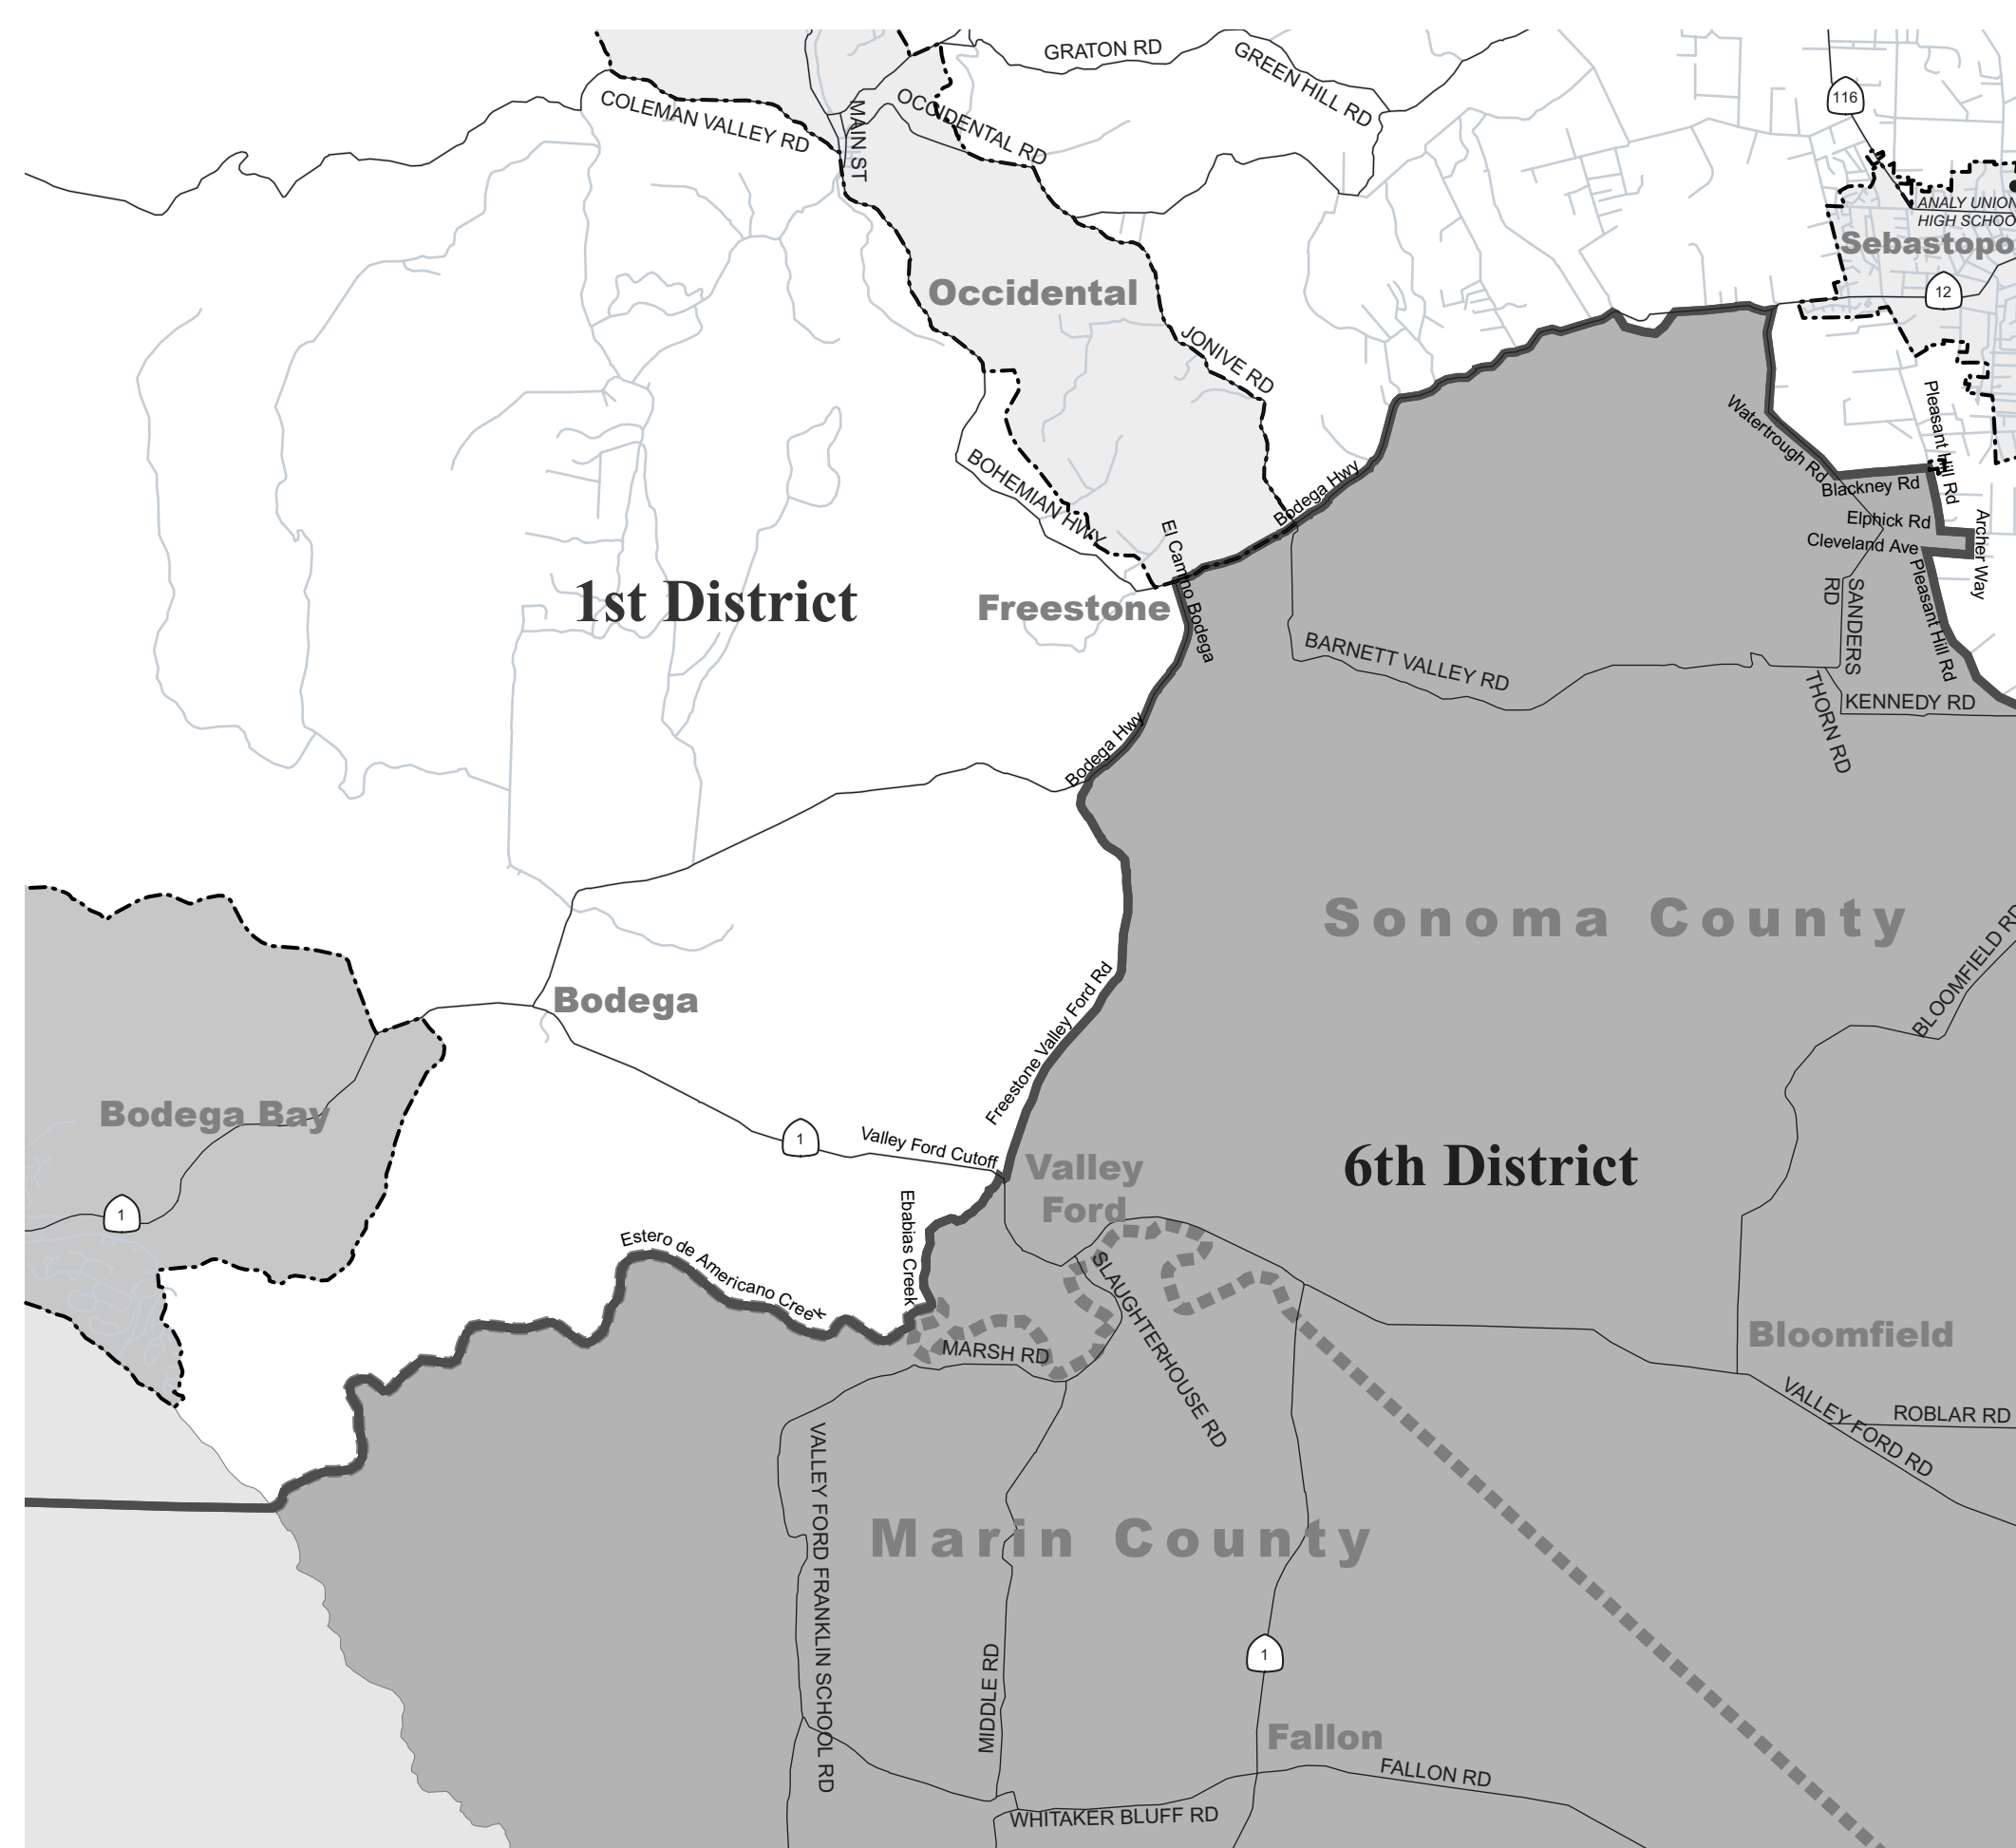 GRATON RD
GREEN HILL RD
116
COLEMAN VALLEY RD
MAIN ST
OCCIDENTAL RD
ANALY UNION
HIGH SCHOO
Sebastopo
12
Occidental
JONIVE RD
Pleasant Hill Rd
Watertrough Rd
BOHEMIAN HWY
Bodega Hwy
Blackney Rd
Elphick Rd
Cleveland Ave
Archer Way
El Camino Bodega
1st District
Freestone
SANDERS
RD
Pleasant Hill Rd
BARNETT VALLEY RD
THORN RD
KENNEDY RD
Bodega Hwy
Sonoma County
BLOOMFIELD RD
Bodega
Freestone Valley Ford Rd
Bodega Bay
1
Valley Ford Cutoff
Valley
Ford
6th District
1
Ebabias Creek
Estero de Americano Creek
SLAUGHTERHOUSE RD
MARSH RD
Bloomfield
VALLEY FORD RD
ROBLAR RD
VALLEY FORD FRANKLIN SCHOOL RD
Marin County
MIDDLE RD
1
Fallon
FALLON RD
WHITAKER BLUFF RD